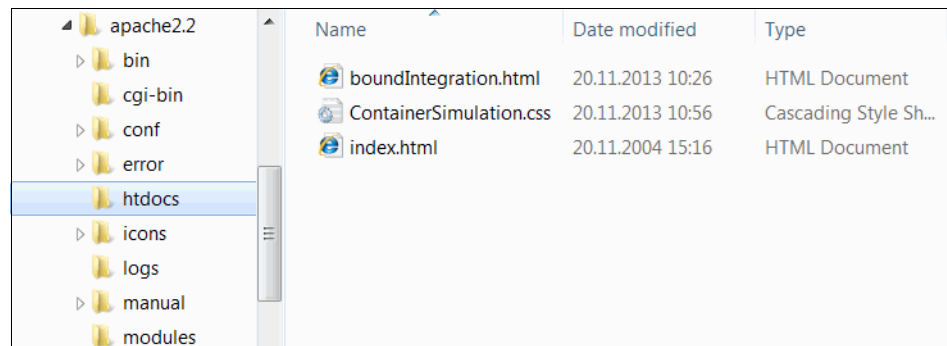 apache2.2
bin
cgi-bin
conf
error
htdocs
icons
logs
manual
modules
Name Date modified Type
boundIntegration.html 20.11.2013 10:26 HTML Document
ContainerSimulation.css 20.11.2013 10:56 Cascading Style Sh...
index.html 20.11.2004 15:16 HTML Document